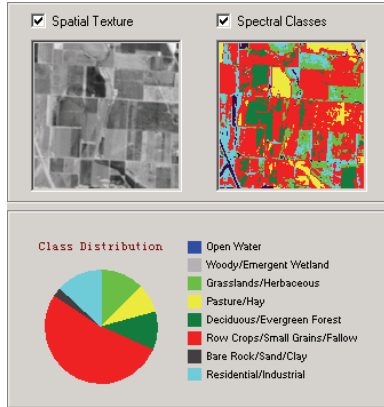 Spatial Texture
Spectral Classes
Class Distribution
Open Water
Woody/Emergent Wetland
Grasslands/Herbaceous
Pasture/Hay
Deciduous/Evergreen Forest
Row Crops/Small Grains/Fallow
Bare Rock/Sand/Clay
Residential/Industrial